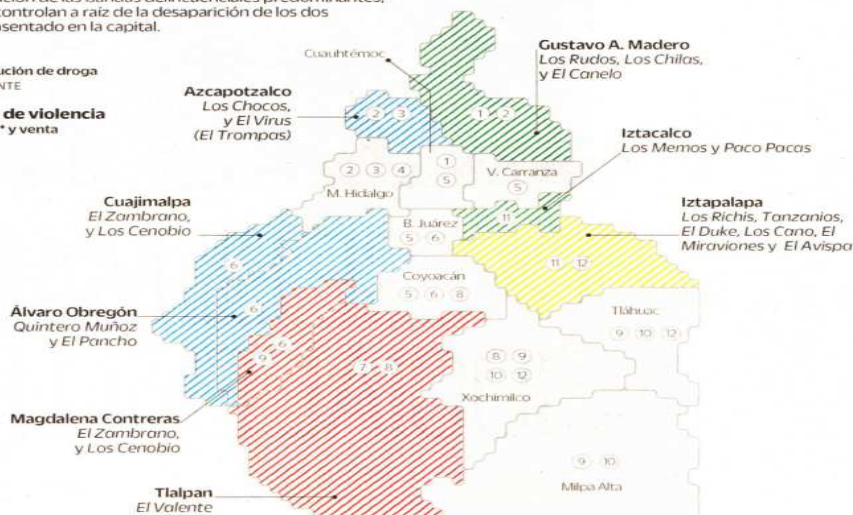 de las bandas delincuenciales predominantes,
controlan a raíz de la desaparición de los dos
en la capital.
de droga
de violencia
* y venta
Cuauhtémoc
Gustavo A. Madero
Los Rudos, Los Chilas,
y El Canelo
Azcapotzalco
Los Chocos,
y El Virus
(El Trompas)
2 3
1 2
Iztacalco
Los Memos y Paco Pacas
2 3 4
M. Hidalgo
1
5
V. Carranza
5
Cuajimalpa
El Zambrano,
y Los Cenobio
B. Juárez
5 6
11
Iztapalapa
Los Richis, Tanzanios,
El Duke, Los Cano, El
Miraviones y El Avispa
6
11 12
Coyoacán
5 6 8
Álvaro Obregón
Quintero Muñoz
y El Pancho
6
Tláhuac
9 10 12
6
9
7 8
8 9
10 12
Xochimilco
Magdalena Contreras
El Zambrano,
y Los Cenobio
9 10
Milpa Alta
Tlalpan
El Valente